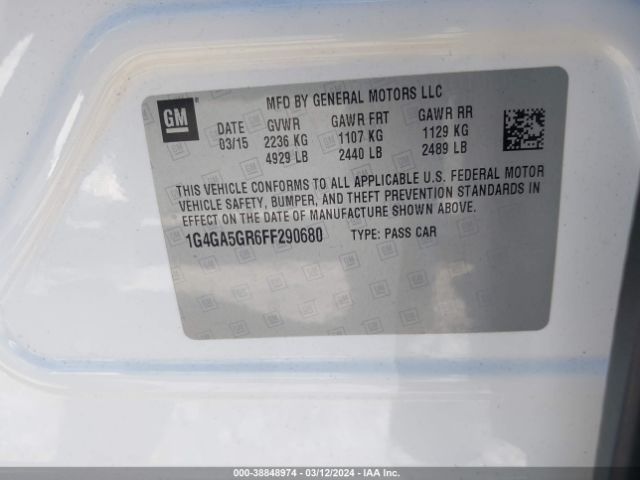 GM
MFD BY GENERAL MOTORS LLC
DATE GVWR GAWR FRT GAWR RR
03/15 2236 KG 1107 KG 1129 KG
4929 LB 2440 LB 2489 LB
THIS VEHICLE CONFORMS TO ALL APPLICABLE U.S. FEDERAL MOTOR
VEHICLE SAFETY, BUMPER, AND THEFT PREVENTION STANDARDS IN
EFFECT ON THE DATE OF MANUFACTURE SHOWN ABOVE.
1G4GA5GR6FF290680 TYPE: PASS CAR
000-38848974 / 03/12/2024 - IAA Inc.